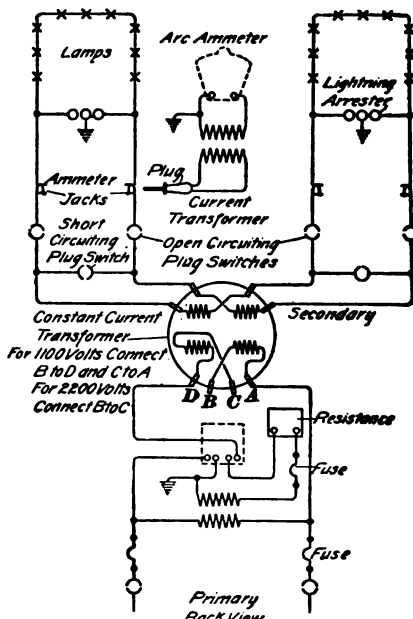 Lamps
Arc Ammeter
Lightning
Arrester
Plug
Ammeter
Jacks
Current
Transformer
Short
Circuiting
Plug Switch
Open Circuiting
Plug Switches
Constant Current
Transformer
For 1100 Volts Connect
B to D and C to A
For 2200 Volts
Connect B to C
Secondary
D B C A
Resistance
Fuse
Fuse
Primary
Back View